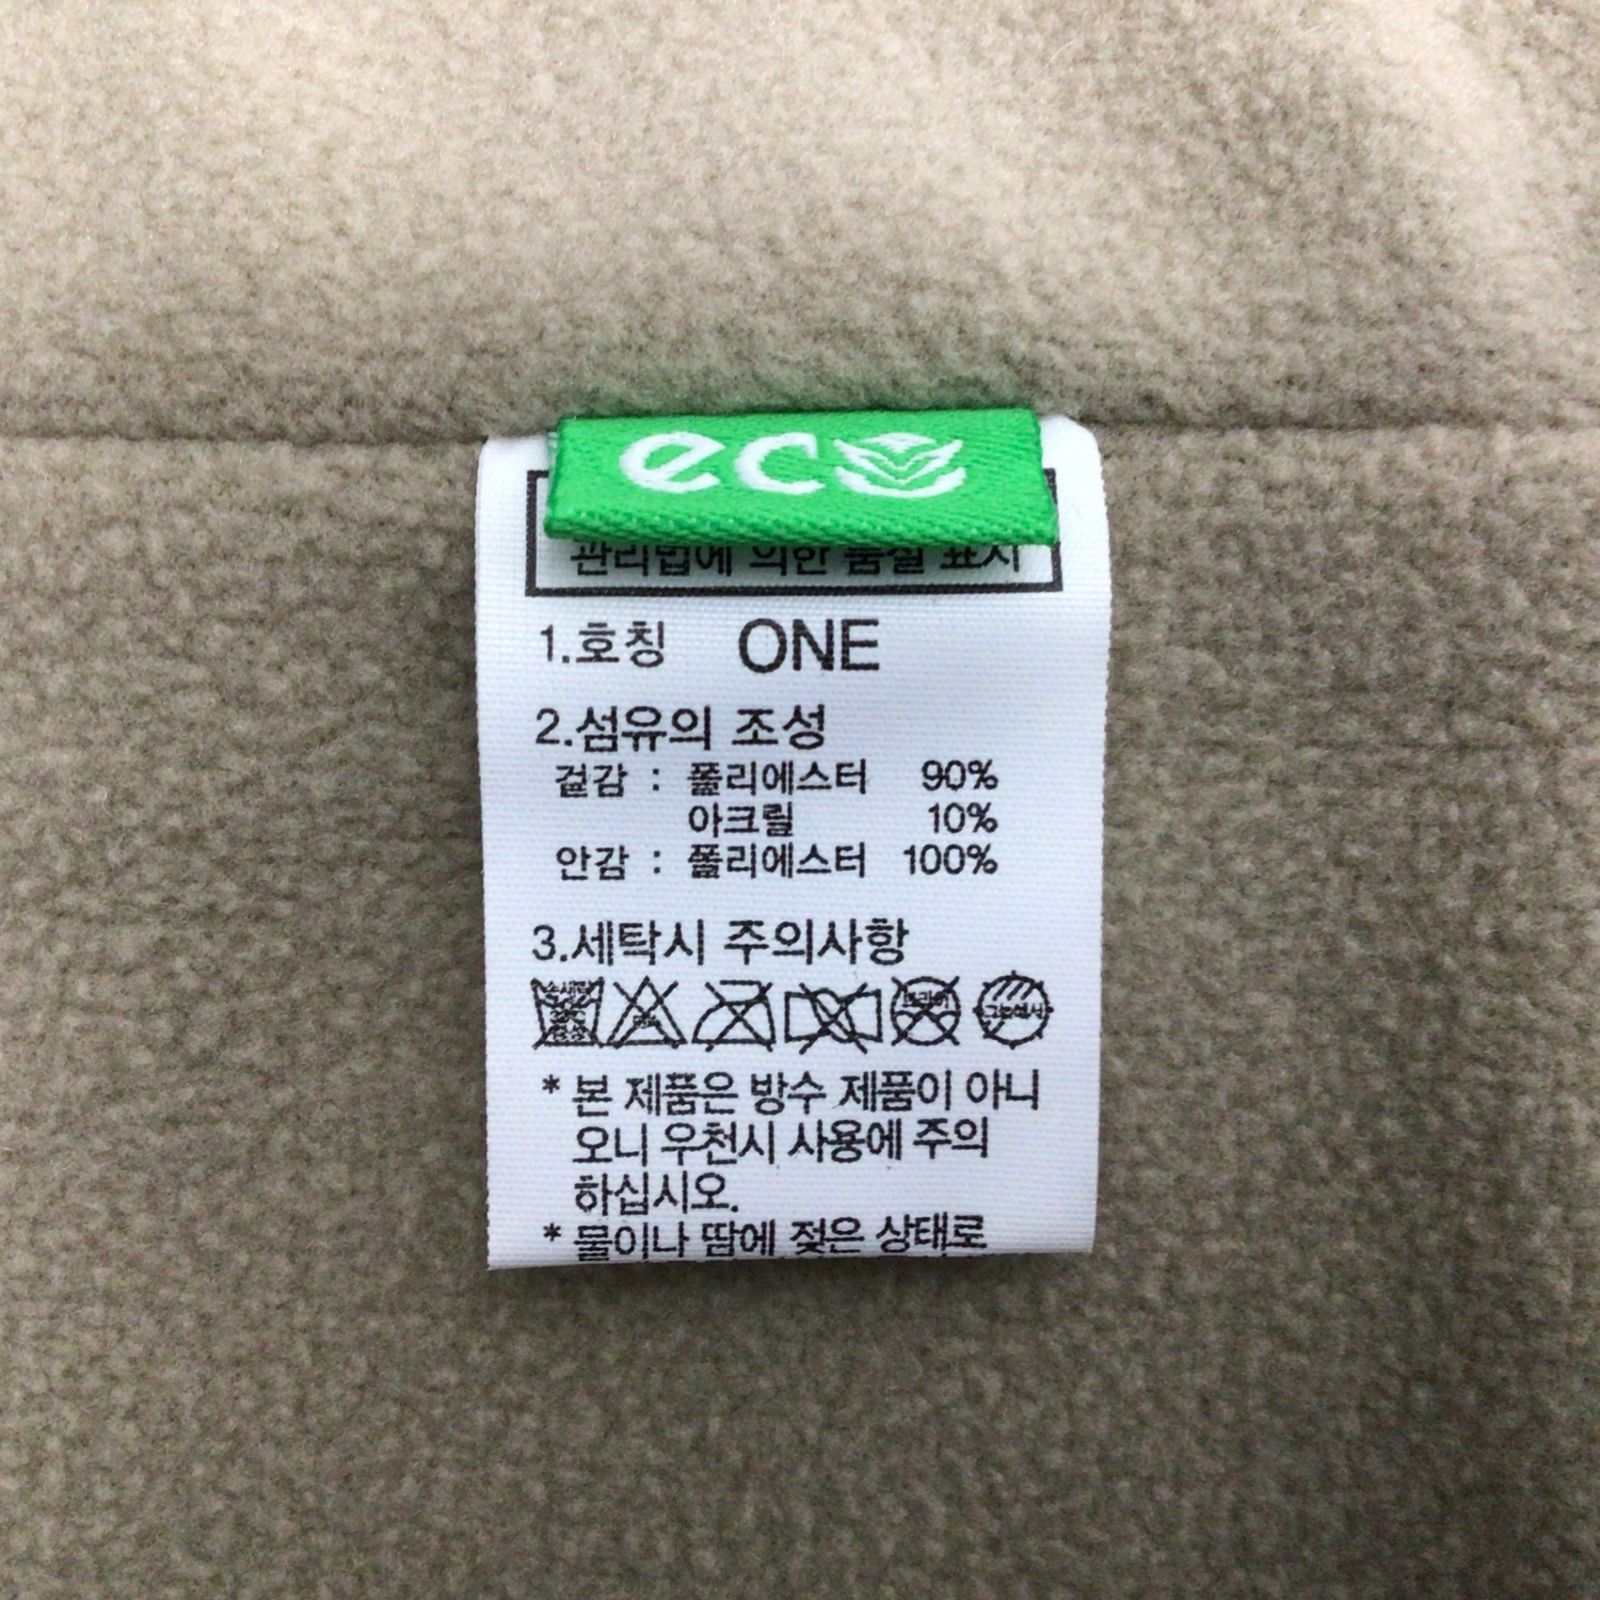 eco
관리법에 의한 품질 표시
1.호칭 ONE
2.섬유의 조성
겉감 : 폴리에스터 90%
아크릴 10%
안감 : 폴리에스터 100%
3.세탁시 주의사항
드라이
* 본 제품은 방수 제품이 아니
오니 우천시 사용에 주의
하십시오.
* 물이나 땀에 젖은 상태로